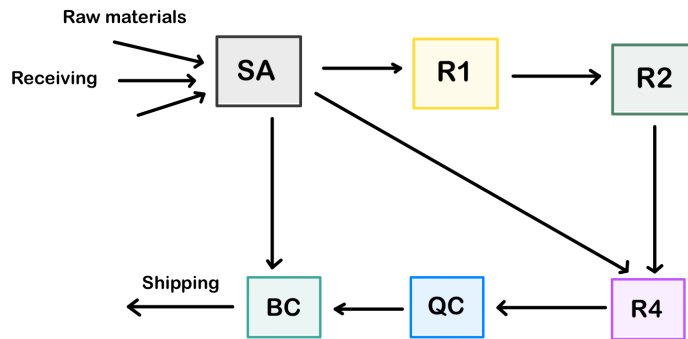 Raw materials
Receiving
SA
R1
R2
Shipping
BC
QC
R4